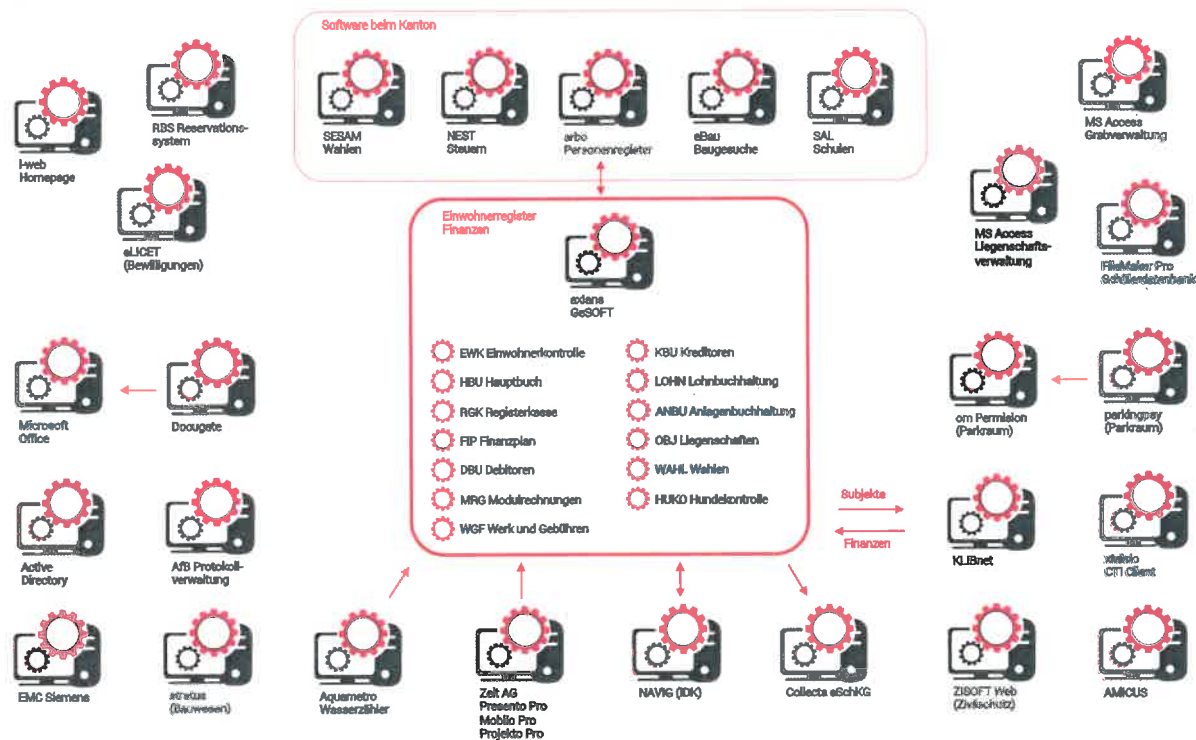 Software beim Kanton
SESAM
Wahlen
NEST
Steuern
arbo
Personenregister
eBau
Baugesuche
SAL
Schulen
i-web
Homepage
RBS Reservations-
system
eLICET
(Bewilligungen)
MS Access
Grabverwaltung
MS Access
Liegenschafts-
verwaltung
FileMaker Pro
Schülerdatenbank
Einwohnerregister
Finanzen
axians
GeSOFT
EWK Einwohnerkontrolle
HBU Hauptbuch
RGK Registerkasse
FIP Finanzplan
DBU Debitoren
MRG Modulrechnungen
WGF Werk und Gebühren
KBU Kreditoren
LOHN Lohnbuchhaltung
ANBU Anlagenbuchhaltung
OBJ Liegenschaften
WAHL Wahlen
HUKO Hundekontrolle
Microsoft
Office
Docugate
om Permision
(Parkraum)
parkingpay
(Parkraum)
Subjekte
Finanzen
Active
Directory
AfB Protokoll-
verwaltung
KLIBnet
CTI Client
EMC Siemens
stratus
(Bauwesen)
Aquametro
Wasserzähler
Zeit AG
Presento Pro
Mobilo Pro
Projekto Pro
NAVIG (IDK)
Collecta eSchKG
ZISOFT Web
(Zivilschutz)
AMICUS